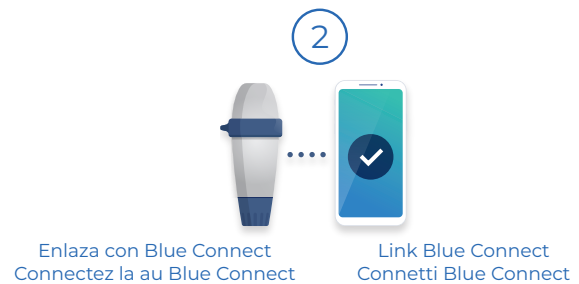 2
Enlaza con Blue Connect
Connectez la au Blue Connect
Link Blue Connect
Connetti Blue Connect